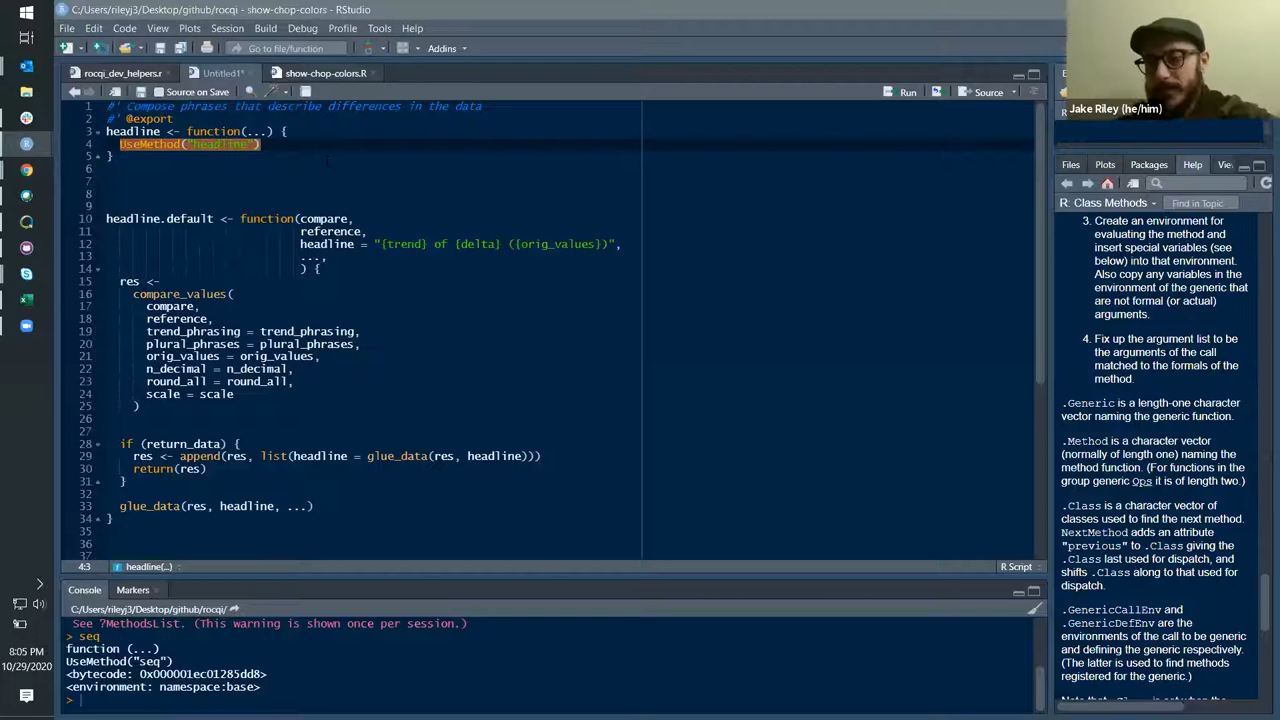 C:/Users/rileyj3/Desktop/github/rocqi - show-chop-colors - RStudio
File Edit Code View Plots Session Build Debug Profile Tools Help
Go to file/function Addins
rocqi_dev_helpers.r Untitled1* show-chop-colors.R
Source on Save Run Source
1 #' Compose phrases that describe differences in the data
2 #' @export
3 headline <- function(...) {
4 UseMethod("headline")
5 }
6
7
8
9
10 headline.default <- function(compare,
11 reference,
12 headline = "{trend} of {delta} ({orig_values})",
13 ...,
14 ) {
15 res <-
16 compare_values(
17 compare,
18 reference,
19 trend_phrasing = trend_phrasing,
20 plural_phrases = plural_phrases,
21 orig_values = orig_values,
22 n_decimal = n_decimal,
23 round_all = round_all,
24 scale = scale
25 )
26
27
28 if (return_data) {
29 res <- append(res, list(headline = glue_data(res, headline)))
30 return(res)
31 }
32
33 glue_data(res, headline, ...)
34 }
35
36
37
4:3 headline(...) R Script
Console Markers
C:/Users/rileyj3/Desktop/github/rocqi/
See ?MethodsList. (This warning is shown once per session.)
> seq
function (...)
UseMethod("seq")
<bytecode: 0x000001ec01285dd8>
<environment: namespace:base>
>
8:05 PM
10/29/2020
Jake Riley (he/him)
Files Plots Packages Help
R: Class Methods Find in Topic
3. Create an environment for
evaluating the method and
insert special variables (see
below) into that environment.
Also copy any variables in the
environment of the generic that
are not formal (or actual)
arguments.
4. Fix up the argument list to be
the arguments of the call
matched to the formals of the
method.
.Generic is a length-one character
vector naming the generic function.
.Method is a character vector
(normally of length one) naming the
method function. (For functions in the
group generic Ops it is of length two.)
.Class is a character vector of
classes used to find the next method.
NextMethod adds an attribute
"previous" to .Class giving the
.Class last used for dispatch, and
shifts .Class along to that used for
dispatch.
.GenericCallEnv and
.GenericDefEnv are the
environments of the call to be generic
and defining the generic respectively.
(The latter is used to find methods
registered for the generic.)